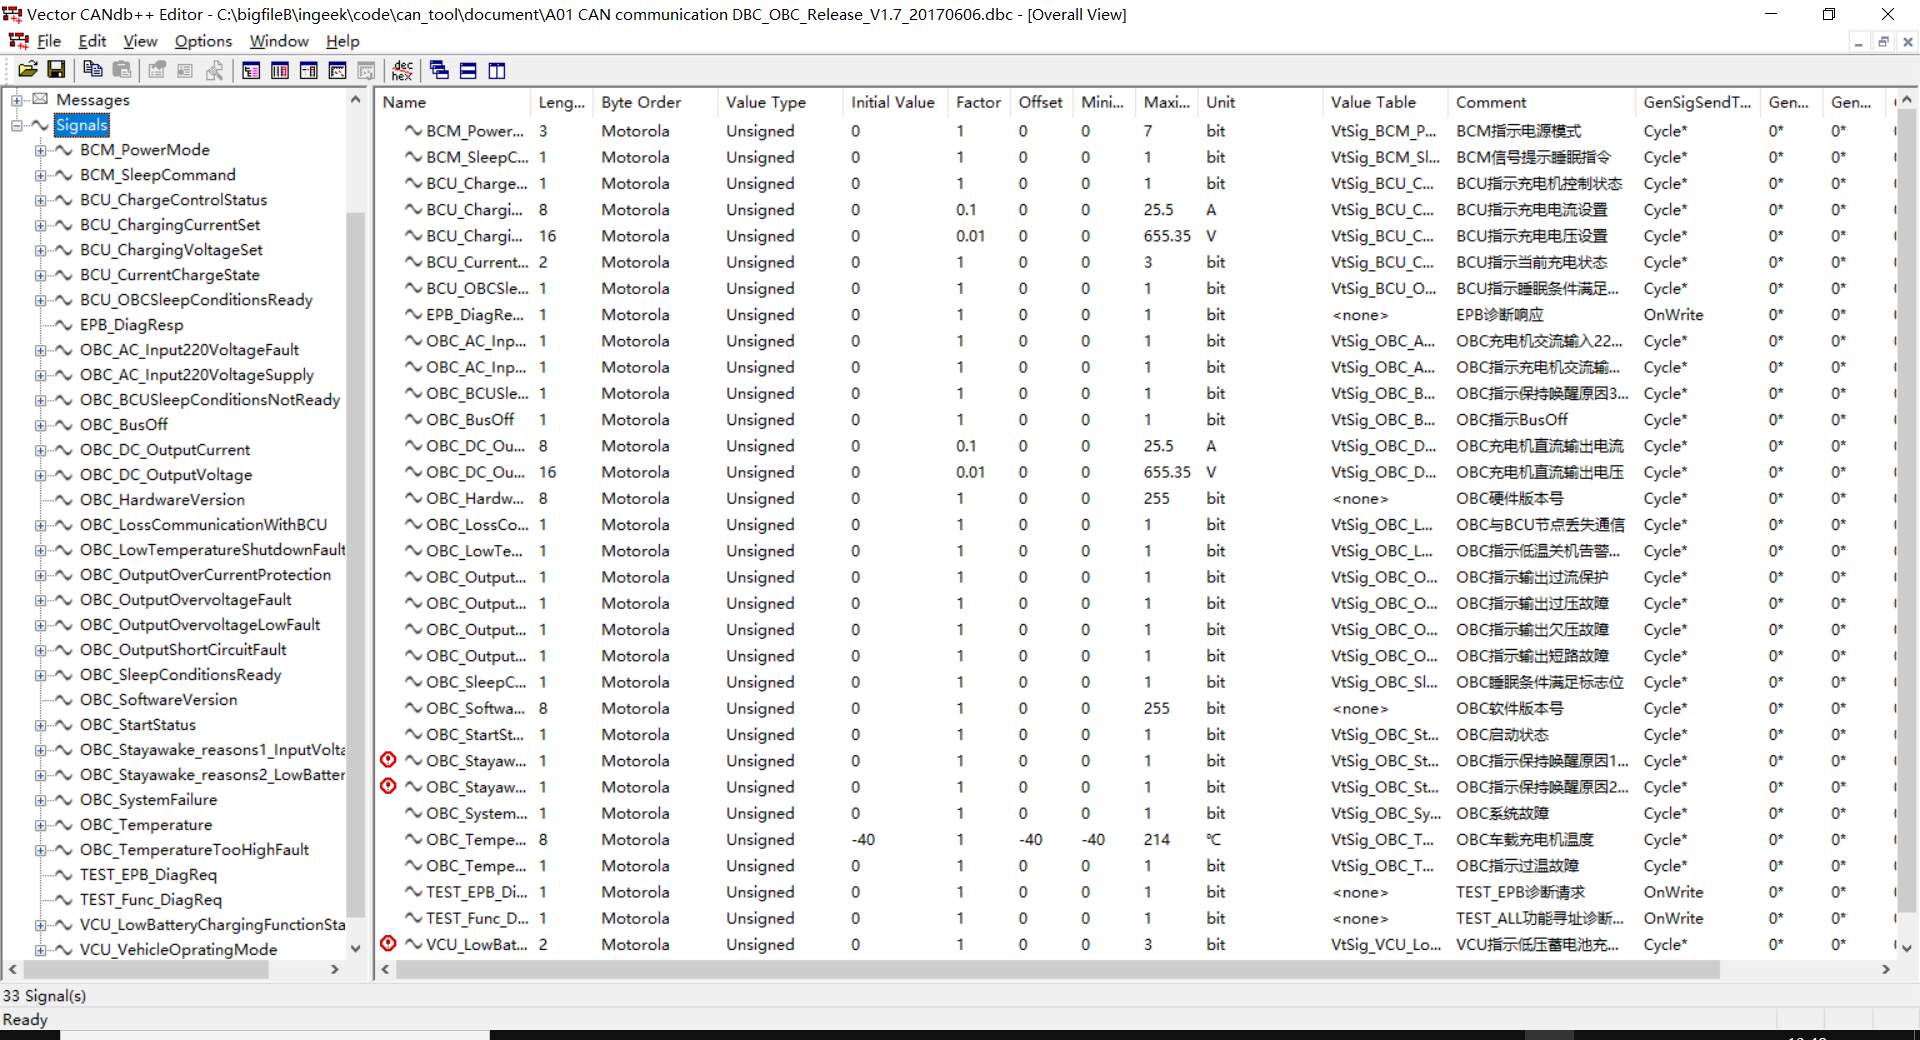 Vector CANdb++ Editor - C:\bigfileB\ingeek\code\can_tool\document\A01 CAN communication DBC_OBC_Release_V1.7_20170606.dbc - [Overall View]
File Edit View Options Window Help
dec
hex
Messages
Signals
BCM_PowerMode
BCM_SleepCommand
BCU_ChargeControlStatus
BCU_ChargingCurrentSet
BCU_ChargingVoltageSet
BCU_CurrentChargeState
BCU_OBCSleepConditionsReady
EPB_DiagResp
OBC_AC_Input220VoltageFault
OBC_AC_Input220VoltageSupply
OBC_BCUSleepConditionsNotReady
OBC_BusOff
OBC_DC_OutputCurrent
OBC_DC_OutputVoltage
OBC_HardwareVersion
OBC_LossCommunicationWithBCU
OBC_LowTemperatureShutdownFault
OBC_OutputOverCurrentProtection
OBC_OutputOvervoltageFault
OBC_OutputOvervoltageLowFault
OBC_OutputShortCircuitFault
OBC_SleepConditionsReady
OBC_SoftwareVersion
OBC_StartStatus
OBC_Stayawake_reasons1_InputVolta
OBC_Stayawake_reasons2_LowBatter
OBC_SystemFailure
OBC_Temperature
OBC_TemperatureTooHighFault
TEST_EPB_DiagReq
TEST_Func_DiagReq
VCU_LowBatteryChargingFunctionSta
VCU_VehicleOpratingMode
Name Leng... Byte Order Value Type Initial Value Factor Offset Mini... Maxi... Unit Value Table Comment GenSigSendT... Gen... Gen...
BCM_Power... 3 Motorola Unsigned 0 1 0 0 7 bit VtSig_BCM_P... BCM指示电源模式 Cycle* 0* 0*
BCM_SleepC... 1 Motorola Unsigned 0 1 0 0 1 bit VtSig_BCM_Sl... BCM信号提示睡眠指令 Cycle* 0* 0*
BCU_Charge... 1 Motorola Unsigned 0 1 0 0 1 bit VtSig_BCU_C... BCU指示充电机控制状态 Cycle* 0* 0*
BCU_Chargi... 8 Motorola Unsigned 0 0.1 0 0 25.5 A VtSig_BCU_C... BCU指示充电电流设置 Cycle* 0* 0*
BCU_Chargi... 16 Motorola Unsigned 0 0.01 0 0 655.35 V VtSig_BCU_C... BCU指示充电电压设置 Cycle* 0* 0*
BCU_Current... 2 Motorola Unsigned 0 1 0 0 3 bit VtSig_BCU_C... BCU指示当前充电状态 Cycle* 0* 0*
BCU_OBCSle... 1 Motorola Unsigned 0 1 0 0 1 bit VtSig_BCU_O... BCU指示睡眠条件满足... Cycle* 0* 0*
EPB_DiagRe... 1 Motorola Unsigned 0 1 0 0 1 bit <none> EPB诊断响应 OnWrite 0* 0*
OBC_AC_Inp... 1 Motorola Unsigned 0 1 0 0 1 bit VtSig_OBC_A... OBC充电机交流输入22... Cycle* 0* 0*
OBC_AC_Inp... 1 Motorola Unsigned 0 1 0 0 1 bit VtSig_OBC_A... OBC指示充电机交流输... Cycle* 0* 0*
OBC_BCUSle... 1 Motorola Unsigned 0 1 0 0 1 bit VtSig_OBC_B... OBC指示保持唤醒原因3... Cycle* 0* 0*
OBC_BusOff 1 Motorola Unsigned 0 1 0 0 1 bit VtSig_OBC_B... OBC指示BusOff Cycle* 0* 0*
OBC_DC_Ou... 8 Motorola Unsigned 0 0.1 0 0 25.5 A VtSig_OBC_D... OBC充电机直流输出电流 Cycle* 0* 0*
OBC_DC_Ou... 16 Motorola Unsigned 0 0.01 0 0 655.35 V VtSig_OBC_D... OBC充电机直流输出电压 Cycle* 0* 0*
OBC_Hardw... 8 Motorola Unsigned 0 1 0 0 255 bit <none> OBC硬件版本号 Cycle* 0* 0*
OBC_LossCo... 1 Motorola Unsigned 0 1 0 0 1 bit VtSig_OBC_L... OBC与BCU节点丢失通信 Cycle* 0* 0*
OBC_LowTe... 1 Motorola Unsigned 0 1 0 0 1 bit VtSig_OBC_L... OBC指示低温关机告警... Cycle* 0* 0*
OBC_Output... 1 Motorola Unsigned 0 1 0 0 1 bit VtSig_OBC_O... OBC指示输出过流保护 Cycle* 0* 0*
OBC_Output... 1 Motorola Unsigned 0 1 0 0 1 bit VtSig_OBC_O... OBC指示输出过压故障 Cycle* 0* 0*
OBC_Output... 1 Motorola Unsigned 0 1 0 0 1 bit VtSig_OBC_O... OBC指示输出欠压故障 Cycle* 0* 0*
OBC_Output... 1 Motorola Unsigned 0 1 0 0 1 bit VtSig_OBC_O... OBC指示输出短路故障 Cycle* 0* 0*
OBC_SleepC... 1 Motorola Unsigned 0 1 0 0 1 bit VtSig_OBC_Sl... OBC睡眠条件满足标志位 Cycle* 0* 0*
OBC_Softwa... 8 Motorola Unsigned 0 1 0 0 255 bit <none> OBC软件版本号 Cycle* 0* 0*
OBC_StartSt... 1 Motorola Unsigned 0 1 0 0 1 bit VtSig_OBC_St... OBC启动状态 Cycle* 0* 0*
OBC_Stayaw... 1 Motorola Unsigned 0 1 0 0 1 bit VtSig_OBC_St... OBC指示保持唤醒原因1... Cycle* 0* 0*
OBC_Stayaw... 1 Motorola Unsigned 0 1 0 0 1 bit VtSig_OBC_St... OBC指示保持唤醒原因2... Cycle* 0* 0*
OBC_System... 1 Motorola Unsigned 0 1 0 0 1 bit VtSig_OBC_Sy... OBC系统故障 Cycle* 0* 0*
OBC_Tempe... 8 Motorola Unsigned -40 1 -40 -40 214 ℃ VtSig_OBC_T... OBC车载充电机温度 Cycle* 0* 0*
OBC_Tempe... 1 Motorola Unsigned 0 1 0 0 1 bit VtSig_OBC_T... OBC指示过温故障 Cycle* 0* 0*
TEST_EPB_Di... 1 Motorola Unsigned 0 1 0 0 1 bit <none> TEST_EPB诊断请求 OnWrite 0* 0*
TEST_Func_D... 1 Motorola Unsigned 0 1 0 0 1 bit <none> TEST_ALL功能寻址诊断... OnWrite 0* 0*
VCU_LowBat... 2 Motorola Unsigned 0 1 0 0 3 bit VtSig_VCU_Lo... VCU指示低压蓄电池充... Cycle* 0* 0*
33 Signal(s)
Ready